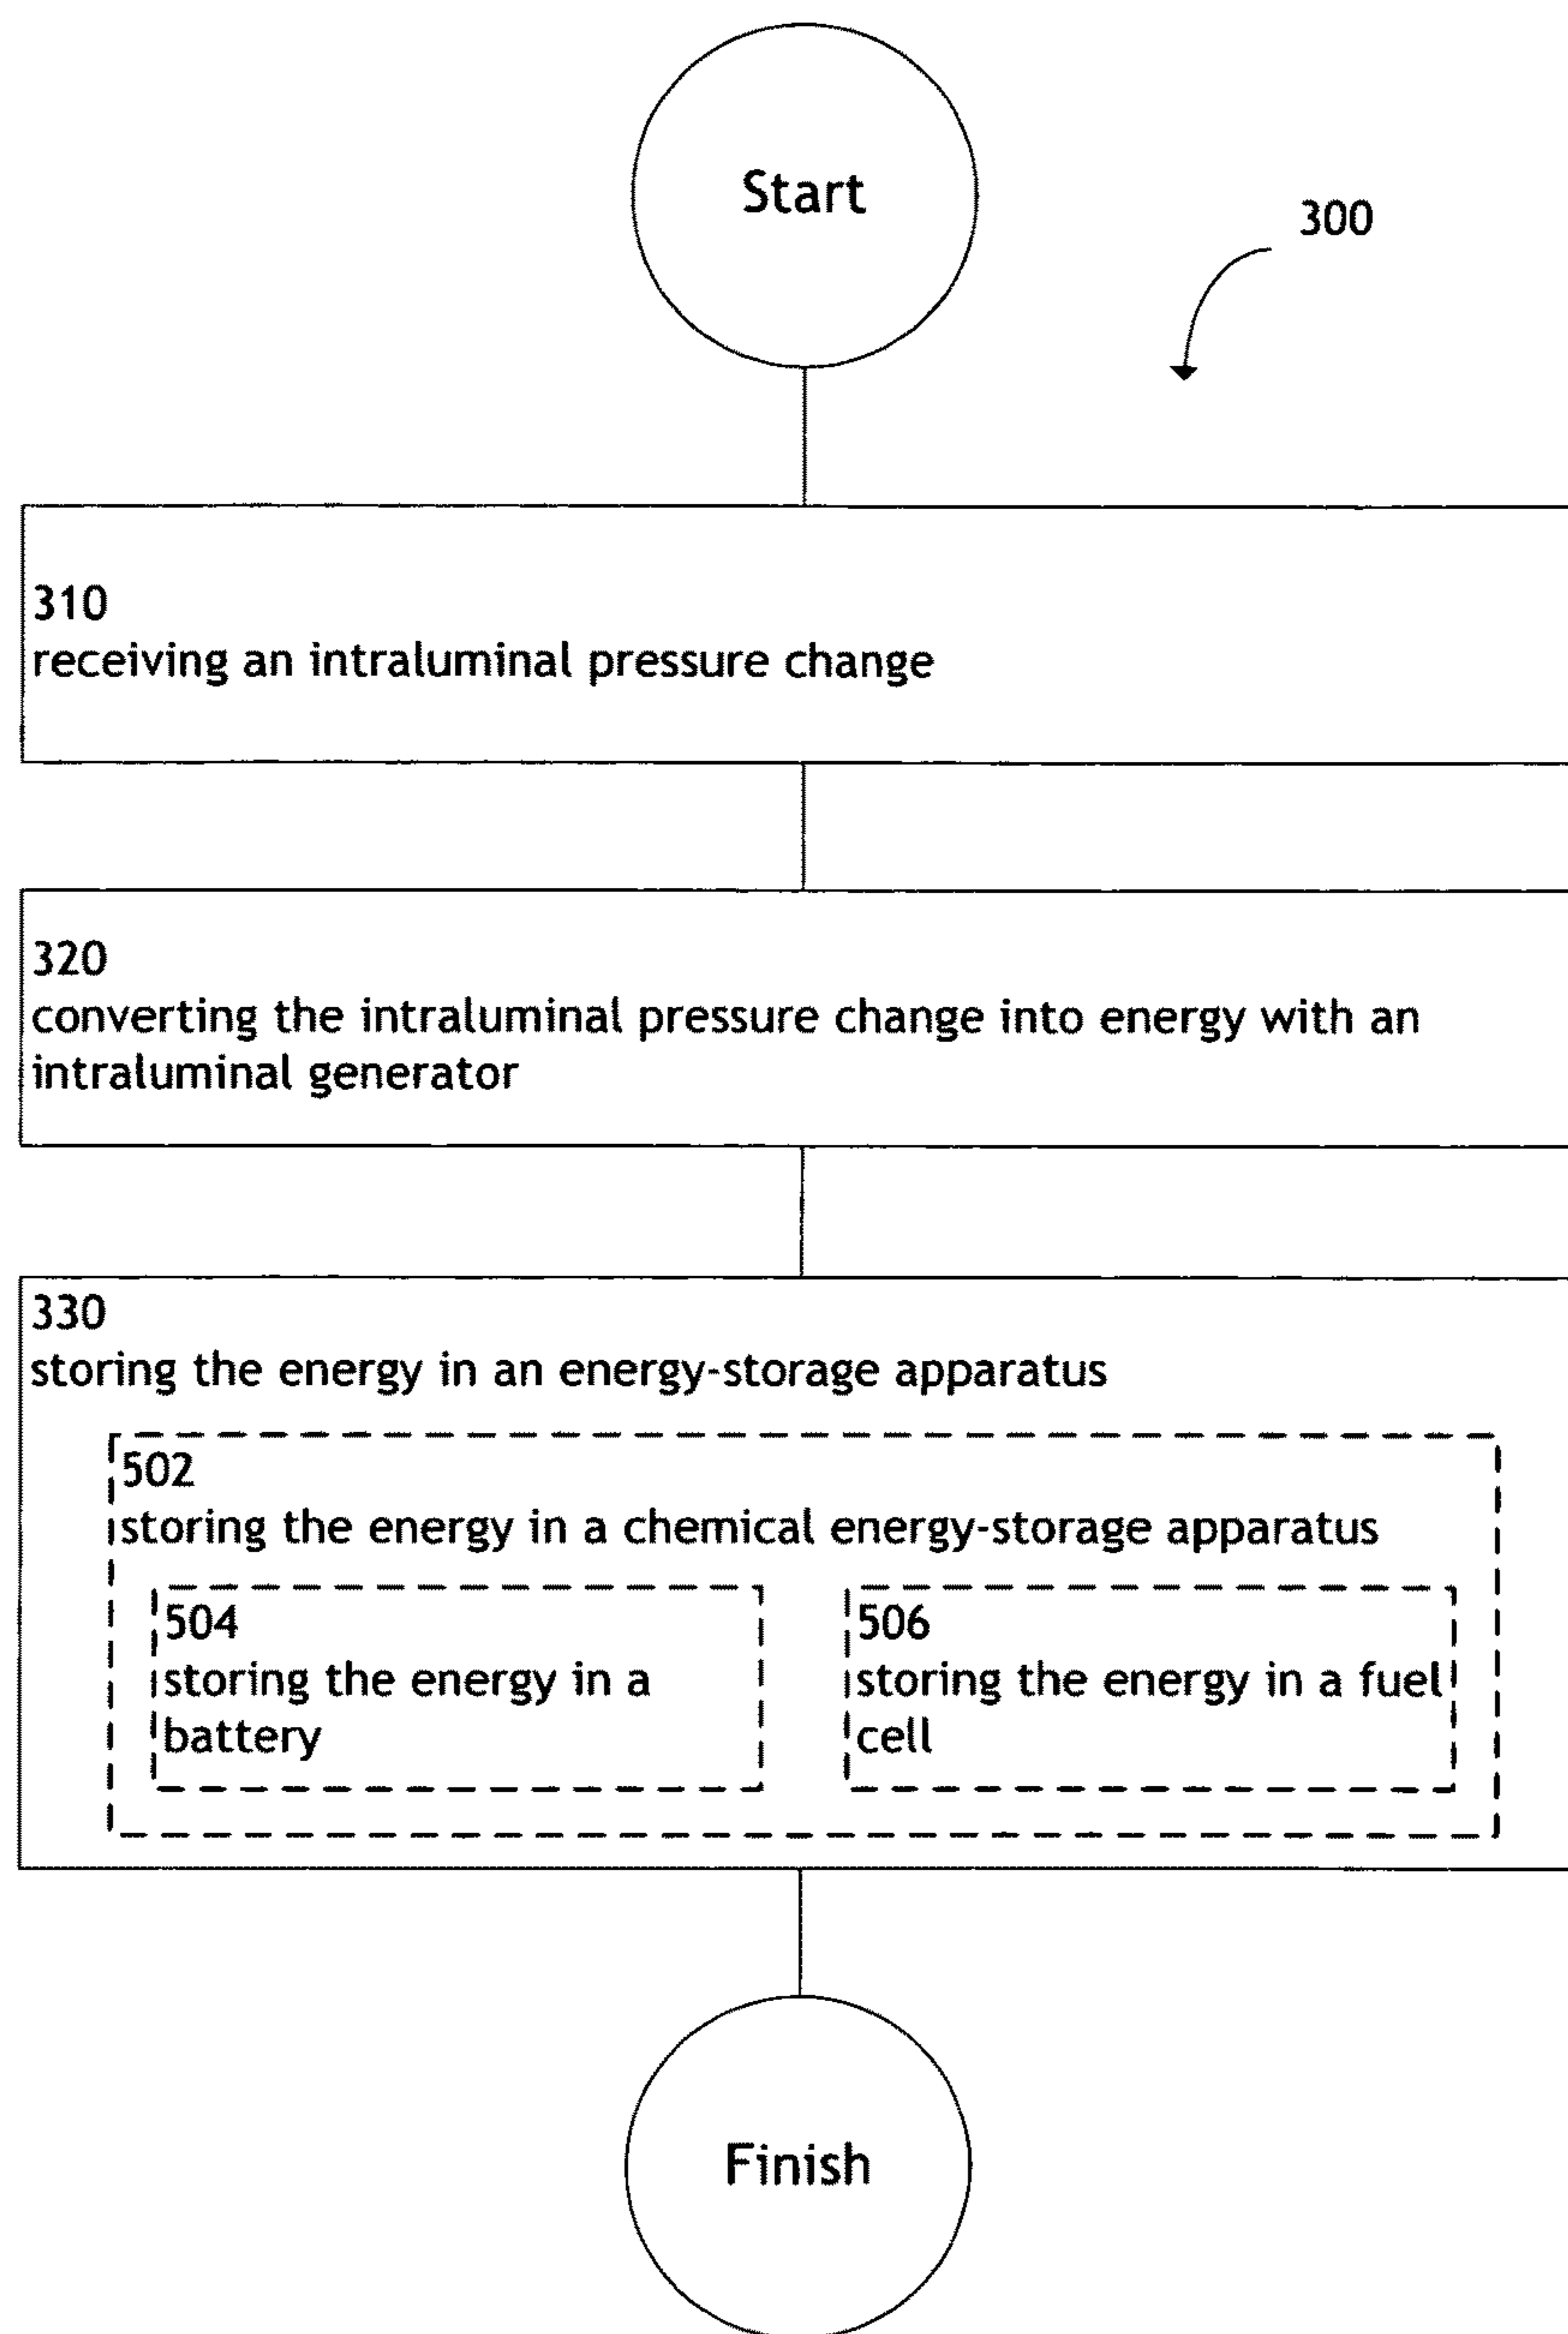 Start
300
310
receiving an intraluminal pressure change
320
converting the intraluminal pressure change into energy with an
intraluminal generator
330
storing the energy in an energy-storage apparatus
502
storing the energy in a chemical energy-storage apparatus
504
storing the energy in a
battery
506
storing the energy in a fuel
cell
Finish